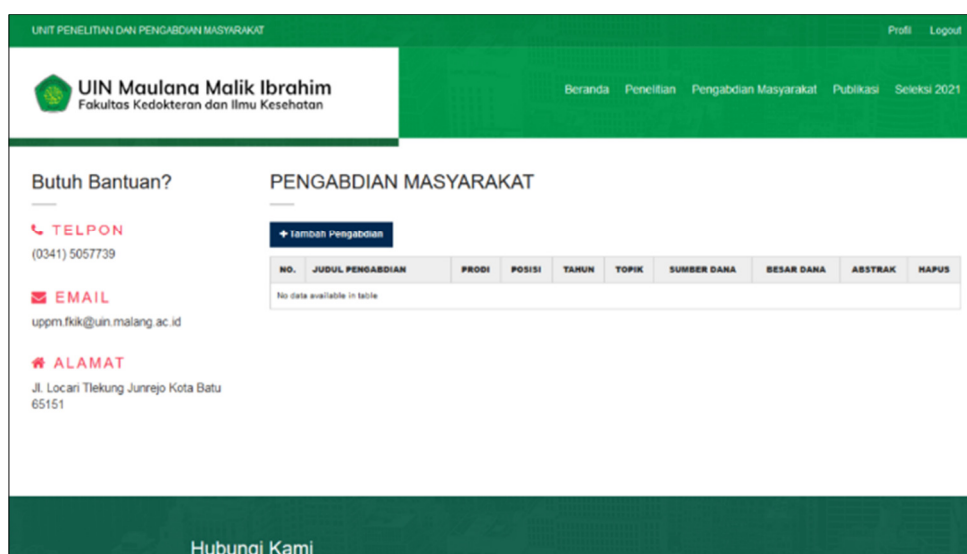 UNIT PENELITIAN DAN PENGABDIAN MASYARAKAT
Profil Logout
UIN Maulana Malik Ibrahim
Fakultas Kedokteran dan Ilmu Kesehatan
Beranda Penelitian Pengabdian Masyarakat Publikasi Seleksi 2021
Butuh Bantuan?
TELPON
(0341) 5057739
EMAIL
uppm.fkik@uin.malang.ac.id
ALAMAT
Jl. Locari Tlekung Junrejo Kota Batu
65151
PENGABDIAN MASYARAKAT
+ Tambah Pengabdian
NO. JUDUL PENGABDIAN PRODI POSISI TAHUN TOPIK SUMBER DANA BESAR DANA ABSTRAK HAPUS
No data available in table
Hubungi Kami